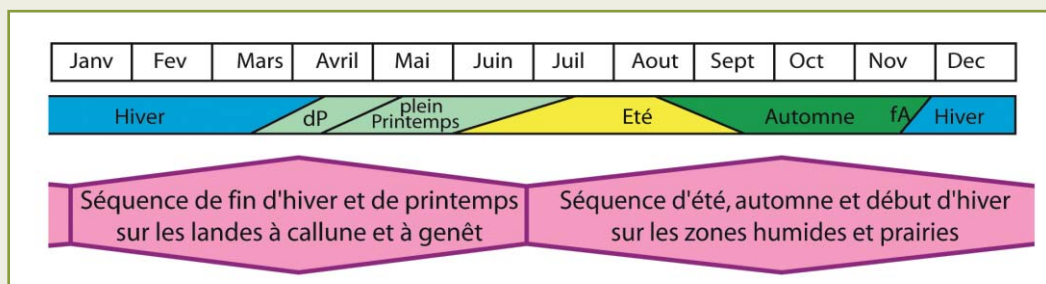 Janv Fev Mars Avril Mai Juin Juil Aout Sept Oct Nov Dec
Hiver dP plein Printemps Eté Automne fA Hiver
Séquence de fin d'hiver et de printemps
sur les landes à callune et à genêt
Séquence d'été, automne et début d'hiver
sur les zones humides et prairies